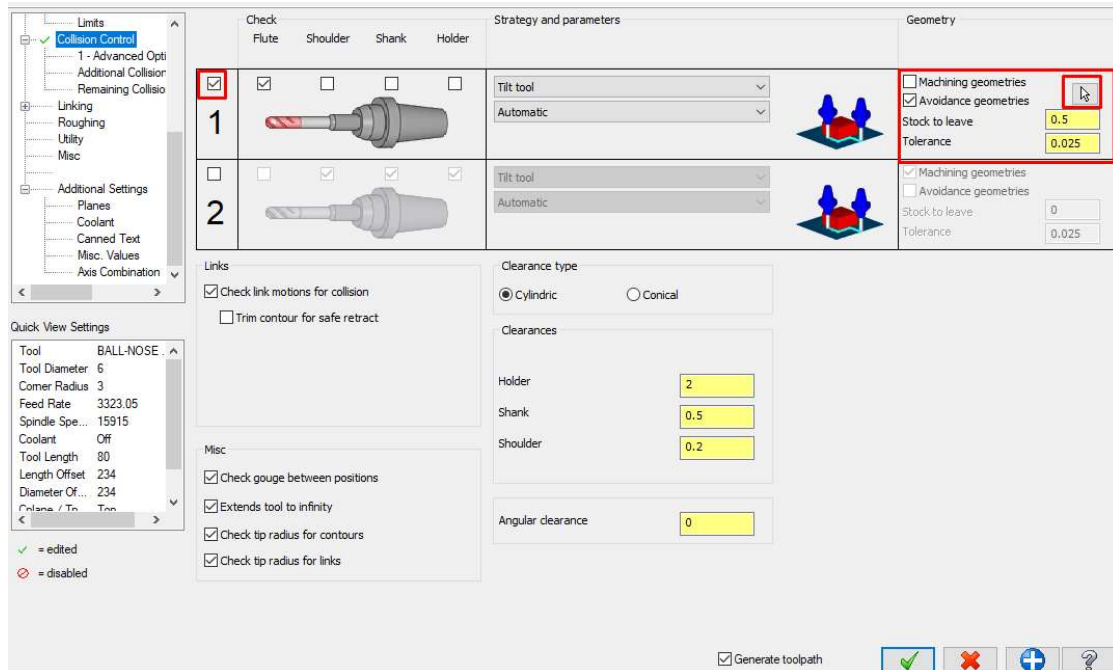 Limits
Collision Control
1 - Advanced Opti
Additional Collisior
Remaining Collisio
Linking
Roughing
Utility
Misc
Additional Settings
Planes
Coolant
Canned Text
Misc. Values
Axis Combination
Quick View Settings
Tool BALL-NOSE .
Tool Diameter 6
Corner Radius 3
Feed Rate 3323.05
Spindle Spe... 15915
Coolant Off
Tool Length 80
Length Offset 234
Diameter Of... 234
Cplane / Tp Top
= edited
= disabled
Check
Flute Shoulder Shank Holder
Strategy and parameters
Geometry
1
Tilt tool
Automatic
Machining geometries
Avoidance geometries
Stock to leave 0.5
Tolerance 0.025
2
Tilt tool
Automatic
Machining geometries
Avoidance geometries
Stock to leave 0
Tolerance 0.025
Links
Check link motions for collision
Trim contour for safe retract
Misc
Check gouge between positions
Extends tool to infinity
Check tip radius for contours
Check tip radius for links
Clearance type
Cylindric Conical
Clearances
Holder 2
Shank 0.5
Shoulder 0.2
Angular clearance 0
Generate toolpath